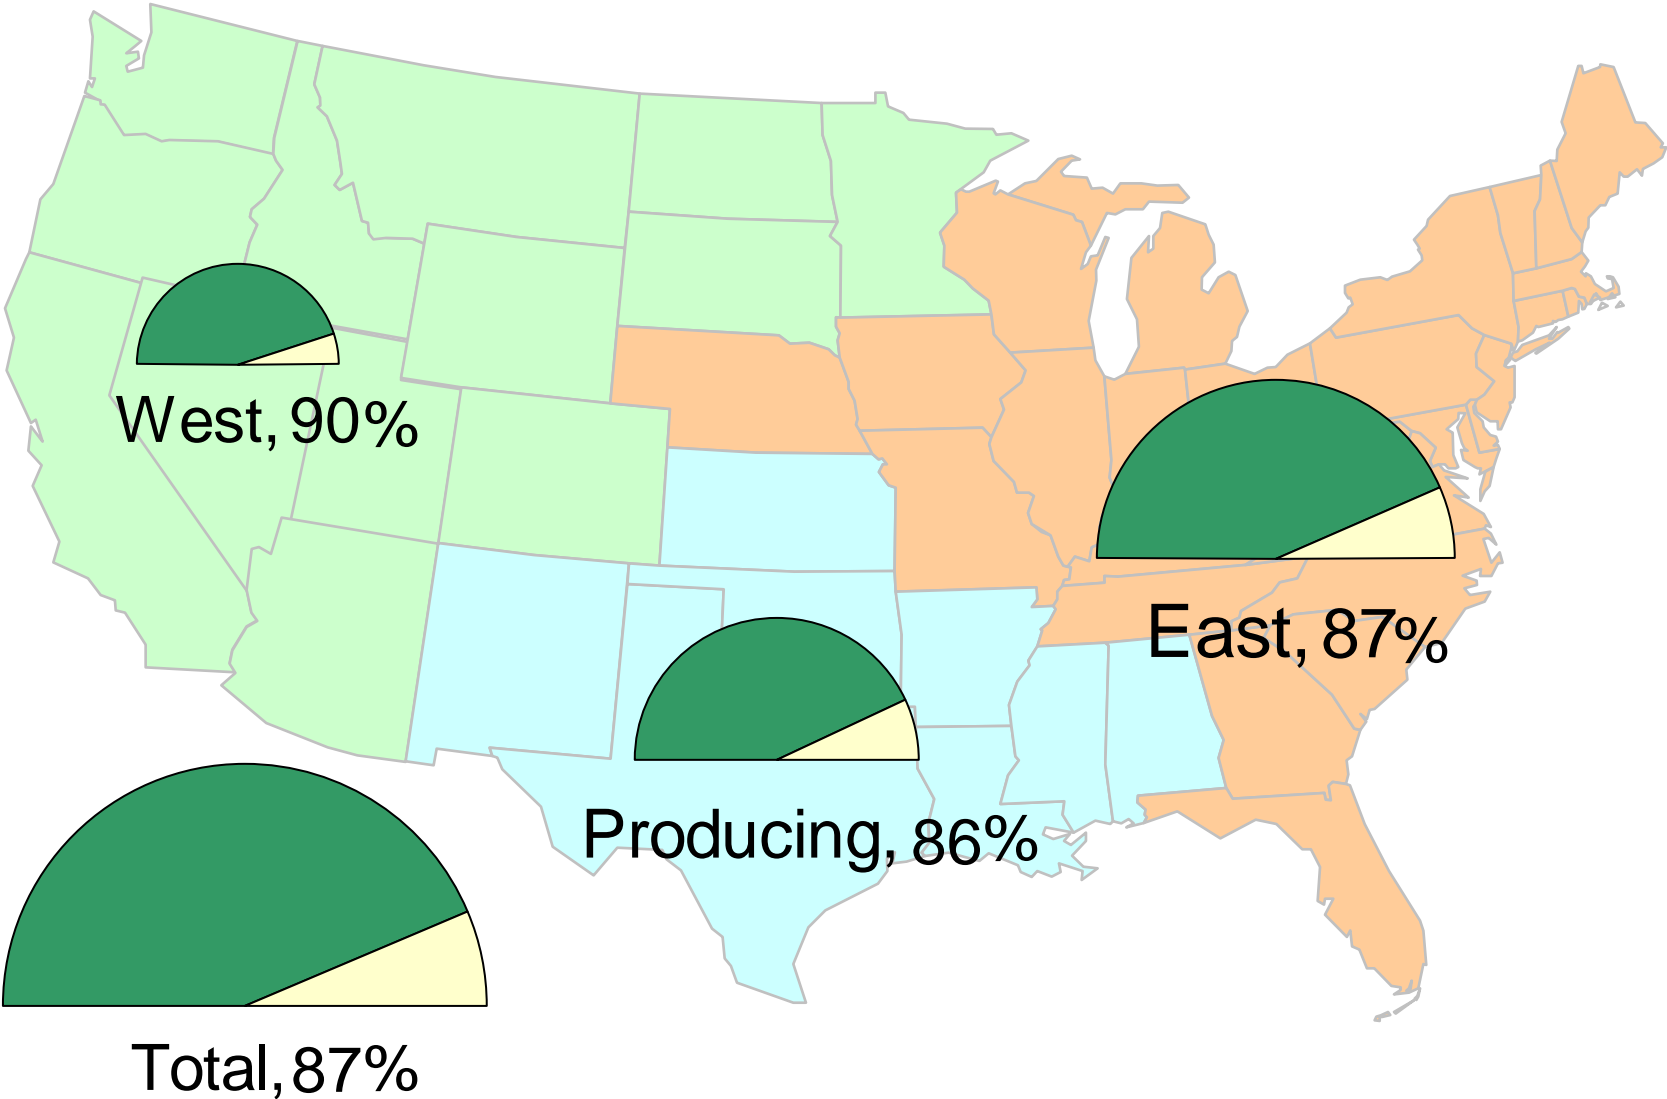 West, 90%
East, 87%
Producing, 86%
Total, 87%